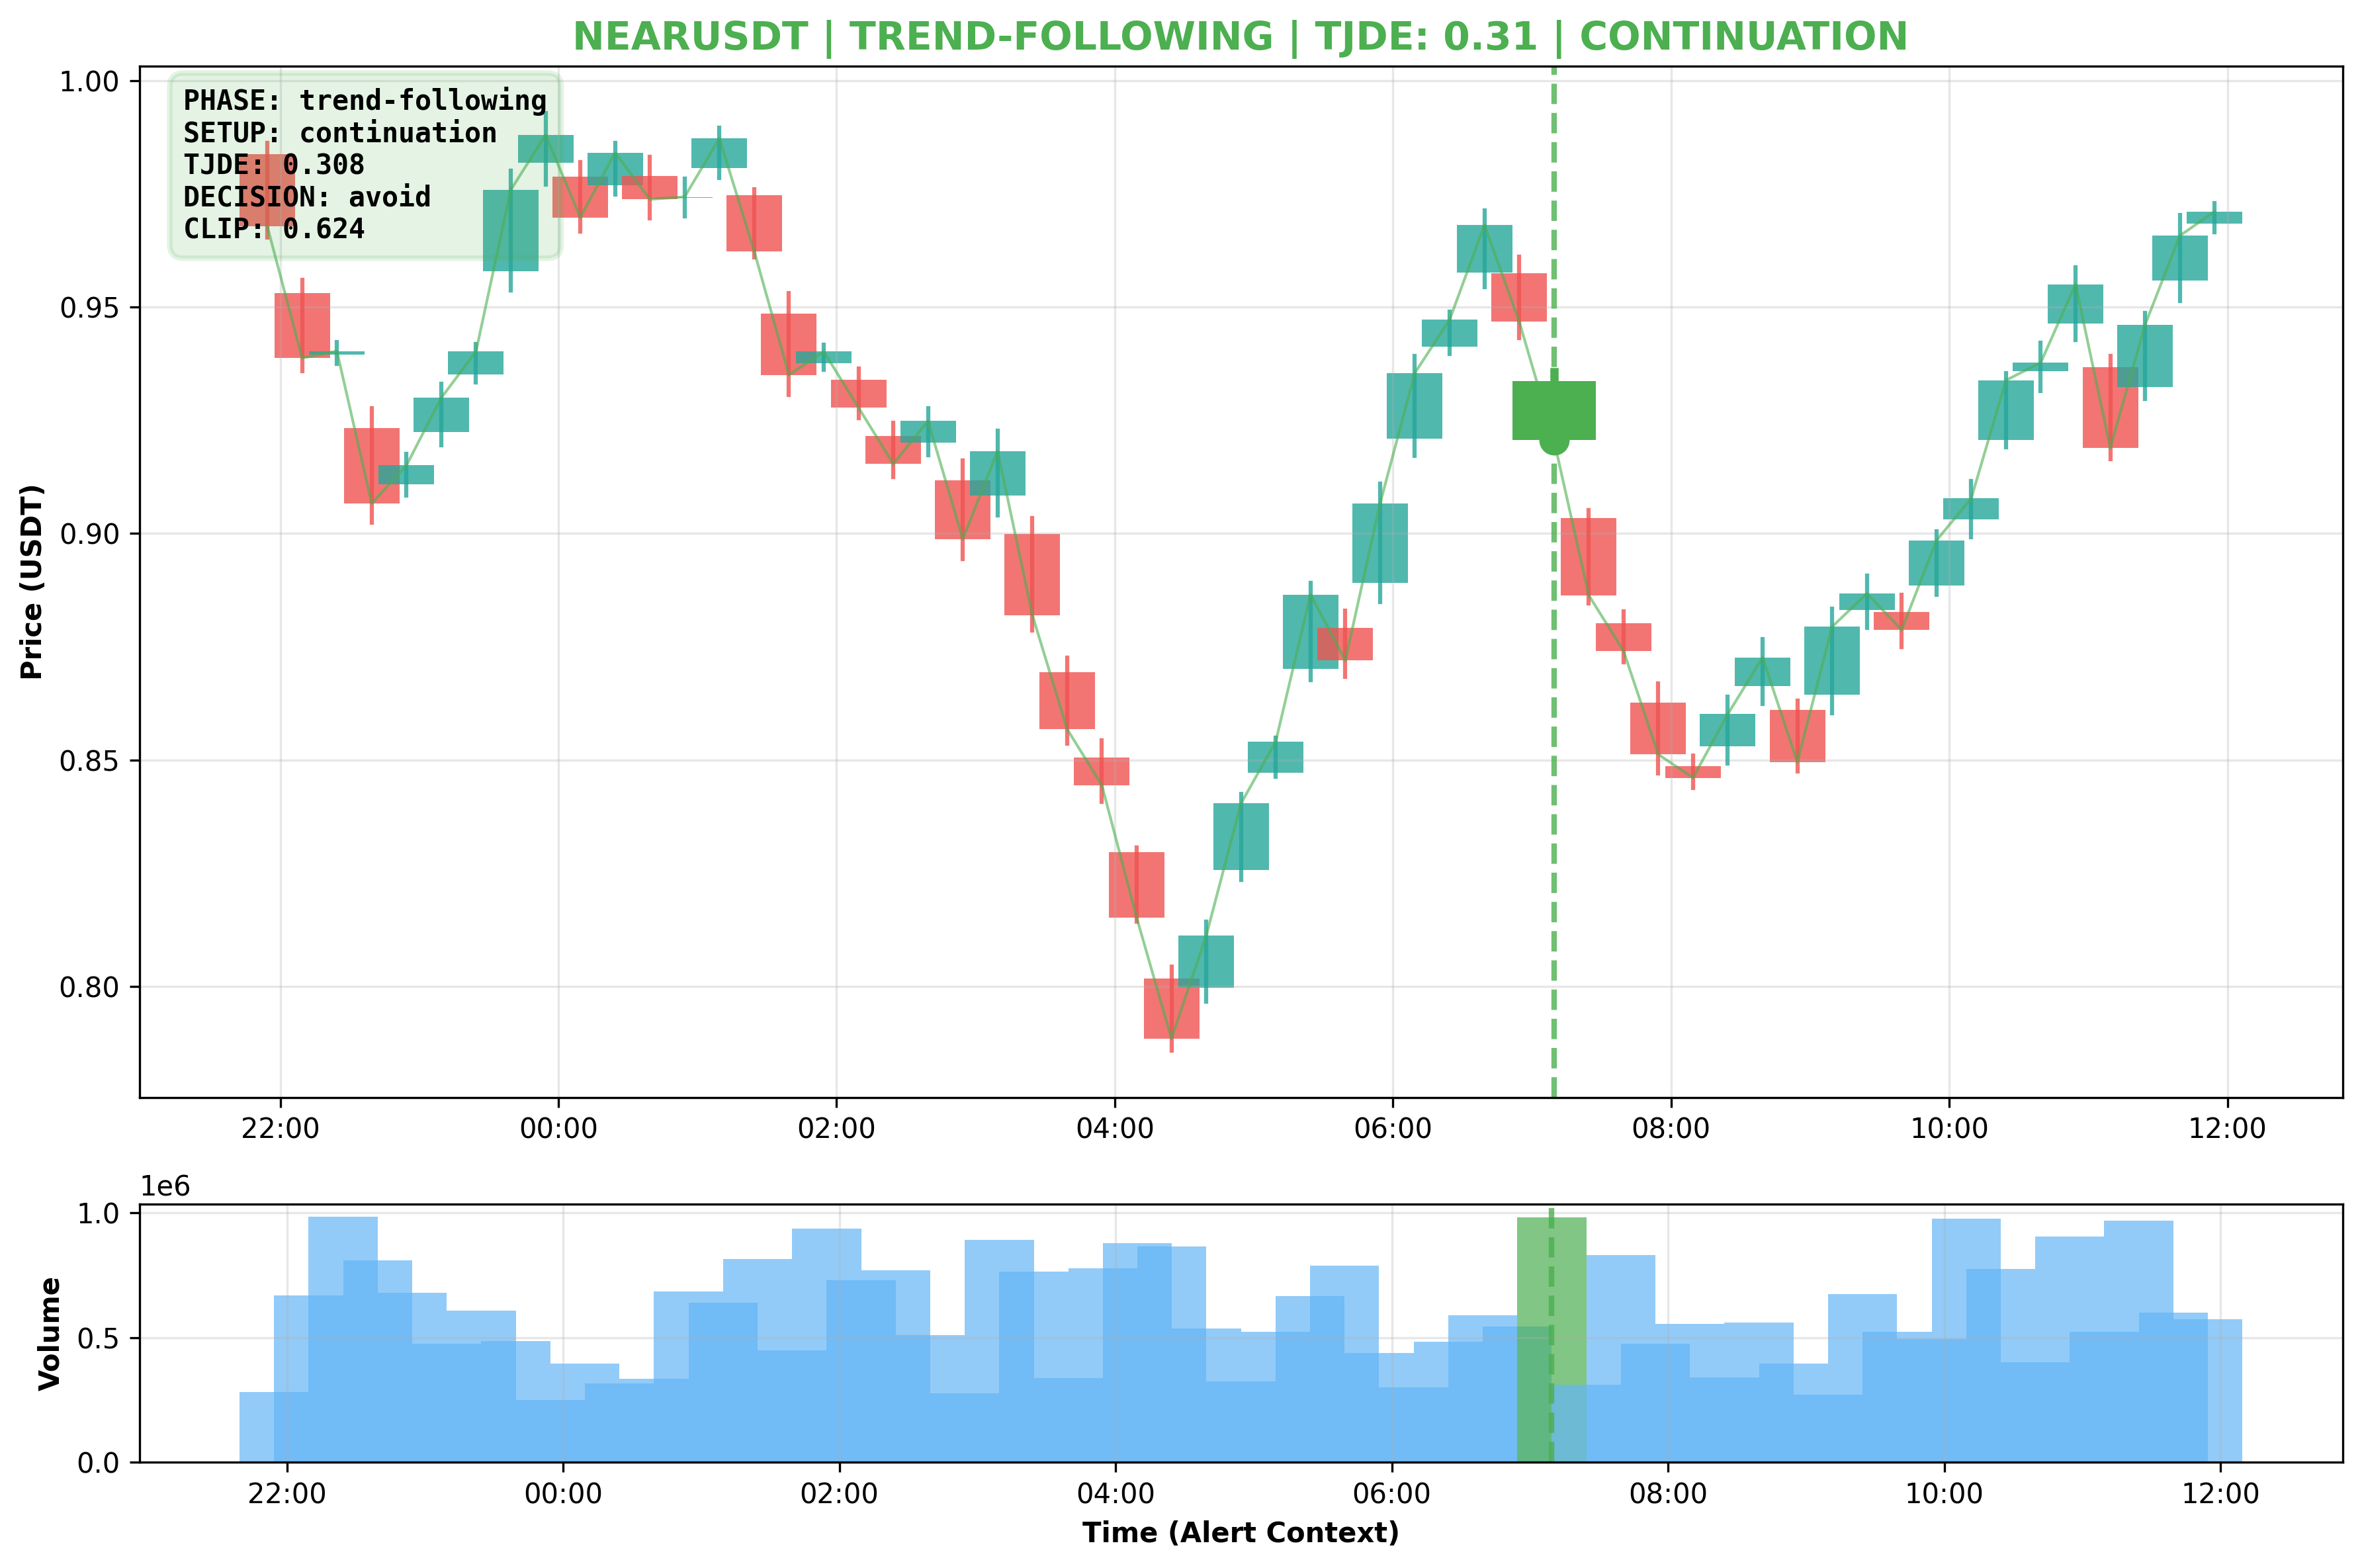 NEARUSDT | TREND-FOLLOWING | TJDE: 0.31 | CONTINUATION
PHASE: trend-following
SETUP: continuation
TJDE: 0.308
DECISION: avoid
CLIP: 0.624
Price (USDT)
1.00
0.95
0.90
0.85
0.80
22:00 00:00 02:00 04:00 06:00 08:00 10:00 12:00
1e6
Volume
1.0
0.5
0.0
22:00 00:00 02:00 04:00 06:00 08:00 10:00 12:00
Time (Alert Context)